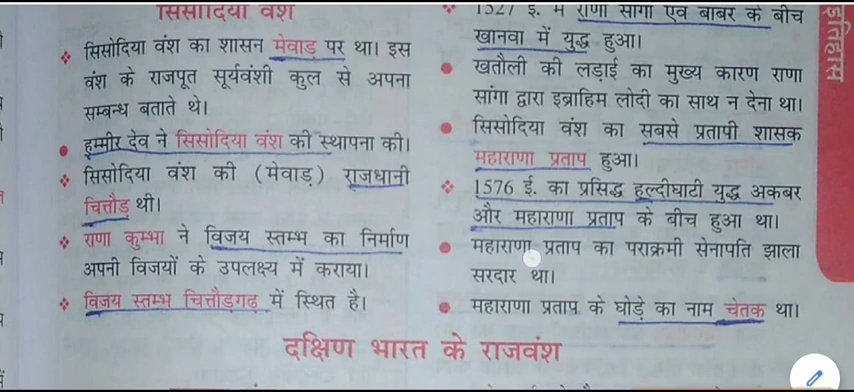 सिसोदिया वंश
सिसोदिया वंश का शासन मेवाड़ पर था। इस
वंश के राजपूत सूर्यवंशी कुल से अपना
सम्बन्ध बताते थे।
हम्मीर देव ने सिसोदिया वंश की स्थापना की।
सिसोदिया वंश की (मेवाड़) राजधानी
चित्तौड़ थी।
राणा कुम्भा ने विजय स्तम्भ का निर्माण
अपनी विजयों के उपलक्ष्य में कराया।
विजय स्तम्भ चित्तौड़गढ़ में स्थित है।
1527 ई. में राणा सांगा एवं बाबर के बीच
खानवा में युद्ध हुआ।
खतौली की लड़ाई का मुख्य कारण राणा
सांगा द्वारा इब्राहिम लोदी का साथ न देना था।
सिसोदिया वंश का सबसे प्रतापी शासक
महाराणा प्रताप हुआ।
1576 ई. का प्रसिद्ध हल्दीघाटी युद्ध अकबर
और महाराणा प्रताप के बीच हुआ था।
महाराणा प्रताप का पराक्रमी सेनापति झाला
सरदार था।
महाराणा प्रताप के घोड़े का नाम चेतक था।
इतिहास
दक्षिण भारत के राजवंश